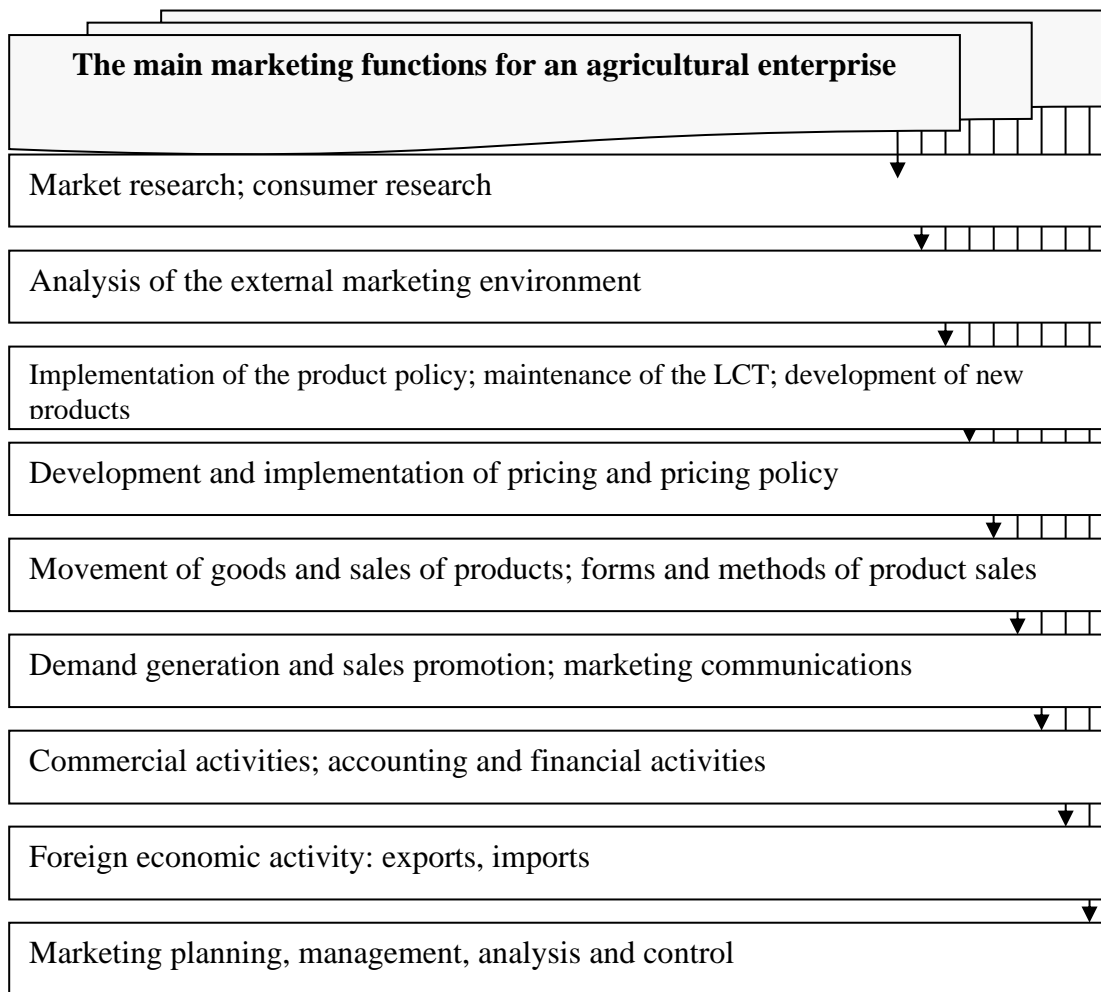 The main marketing functions for an agricultural enterprise
Market research; consumer research
Analysis of the external marketing environment
Implementation of the product policy; maintenance of the LCT; development of new
products
Development and implementation of pricing and pricing policy
Movement of goods and sales of products; forms and methods of product sales
Demand generation and sales promotion; marketing communications
Commercial activities; accounting and financial activities
Foreign economic activity: exports, imports
Marketing planning, management, analysis and control